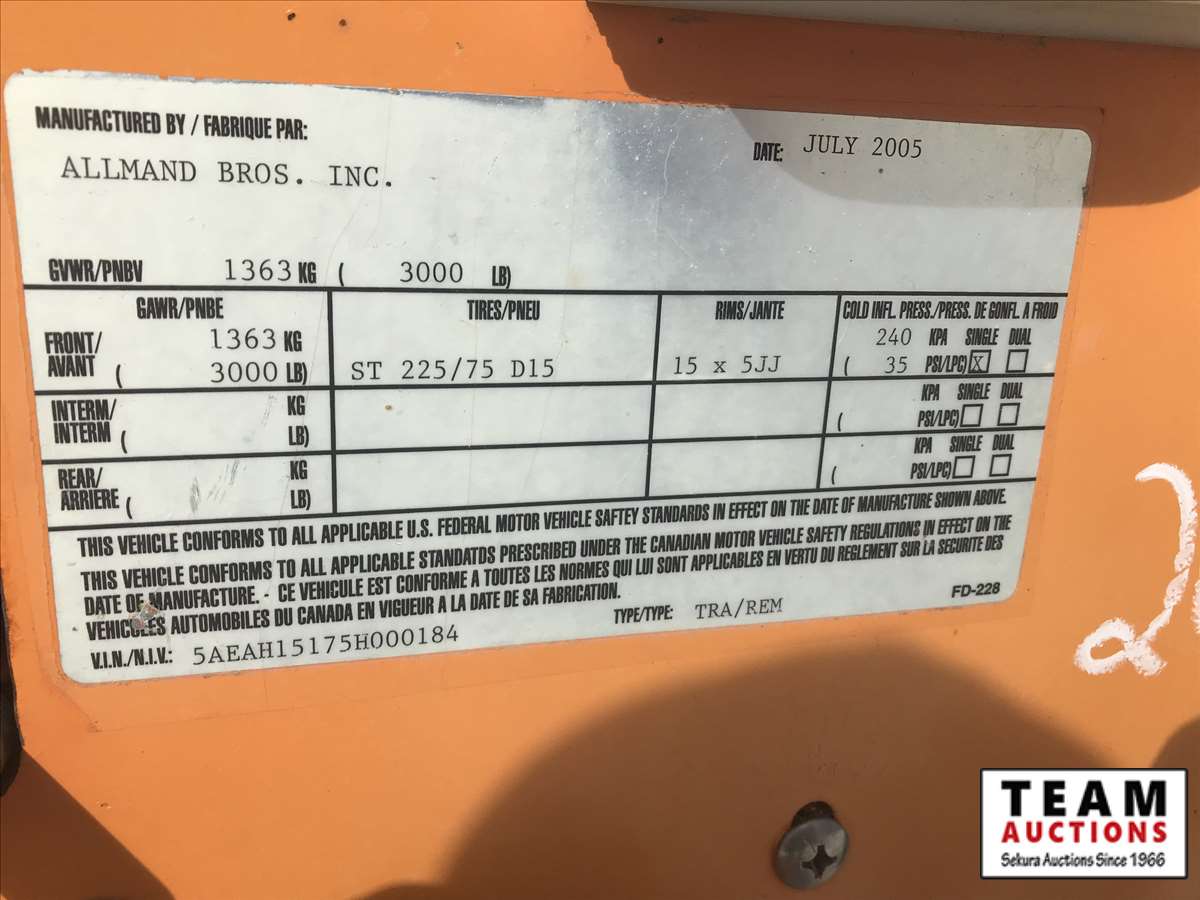 MANUFACTURED BY / FABRIQUE PAR:
ALLMAND BROS. INC.
DATE: JULY 2005
GVWR/PNBV 1363 KG ( 3000 LB)
GAWR/PNBE TIRES/PNEU RIMS/JANTE COLD INFL. PRESS./PRESS. DE GONFL. A FROID
FRONT/ 1363 KG 240 KPA SINGLE DUAL
AVANT ( 3000 LB) ST 225/75 D15 15 x 5JJ ( 35 PSI/LPC) X
INTERM/ KG KPA SINGLE DUAL
INTERM ( LB) ( PSI/LPC)
REAR/ KG KPA SINGLE DUAL
ARRIERE ( LB) ( PSI/LPC)
THIS VEHICLE CONFORMS TO ALL APPLICABLE U.S. FEDERAL MOTOR VEHICLE SAFTEY STANDARDS IN EFFECT ON THE DATE OF MANUFACTURE SHOWN ABOVE.
THIS VEHICLE CONFORMS TO ALL APPLICABLE STANDATDS PRESCRIBED UNDER THE CANADIAN MOTOR VEHICLE SAFETY REGULATIONS IN EFFECT ON THE
DATE OF MANUFACTURE. - CE VEHICULE EST CONFORME A TOUTES LES NORMES QUI LUI SONT APPLICABLES EN VERTU DU REGLEMENT SUR LA SECURITE DES
VEHICULES AUTOMOBILES DU CANADA EN VIGUEUR A LA DATE DE SA FABRICATION.
V.I.N./N.I.V.: 5AEAH15175H000184 TYPE/TYPE: TRA/REM FD-228
2
TEAM
AUCTIONS
Sekura Auctions Since 1966